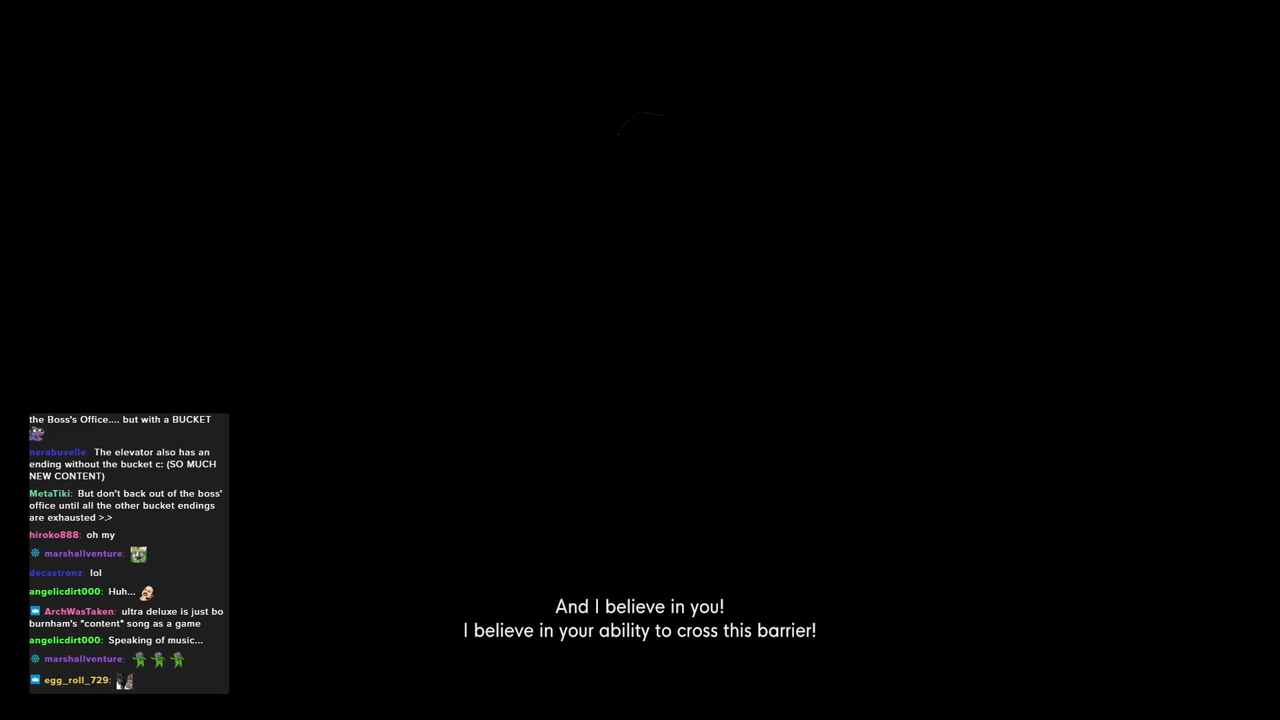 the Boss's Office.... but with a BUCKET
nerabuvelle: The elevator also has an
ending without the bucket c: (SO MUCH
NEW CONTENT)
MetaTiki: But don't back out of the boss'
office until all the other bucket endings
are exhausted >.>
hiroko888: oh my
marshallventure:
decastronz: lol
angelicdirt000: Huh...
ArchWasTaken: ultra deluxe is just bo
burnham's "content" song as a game
angelicdirt000: Speaking of music...
marshallventure:
egg_roll_729:
And I believe in you!
I believe in your ability to cross this barrier!